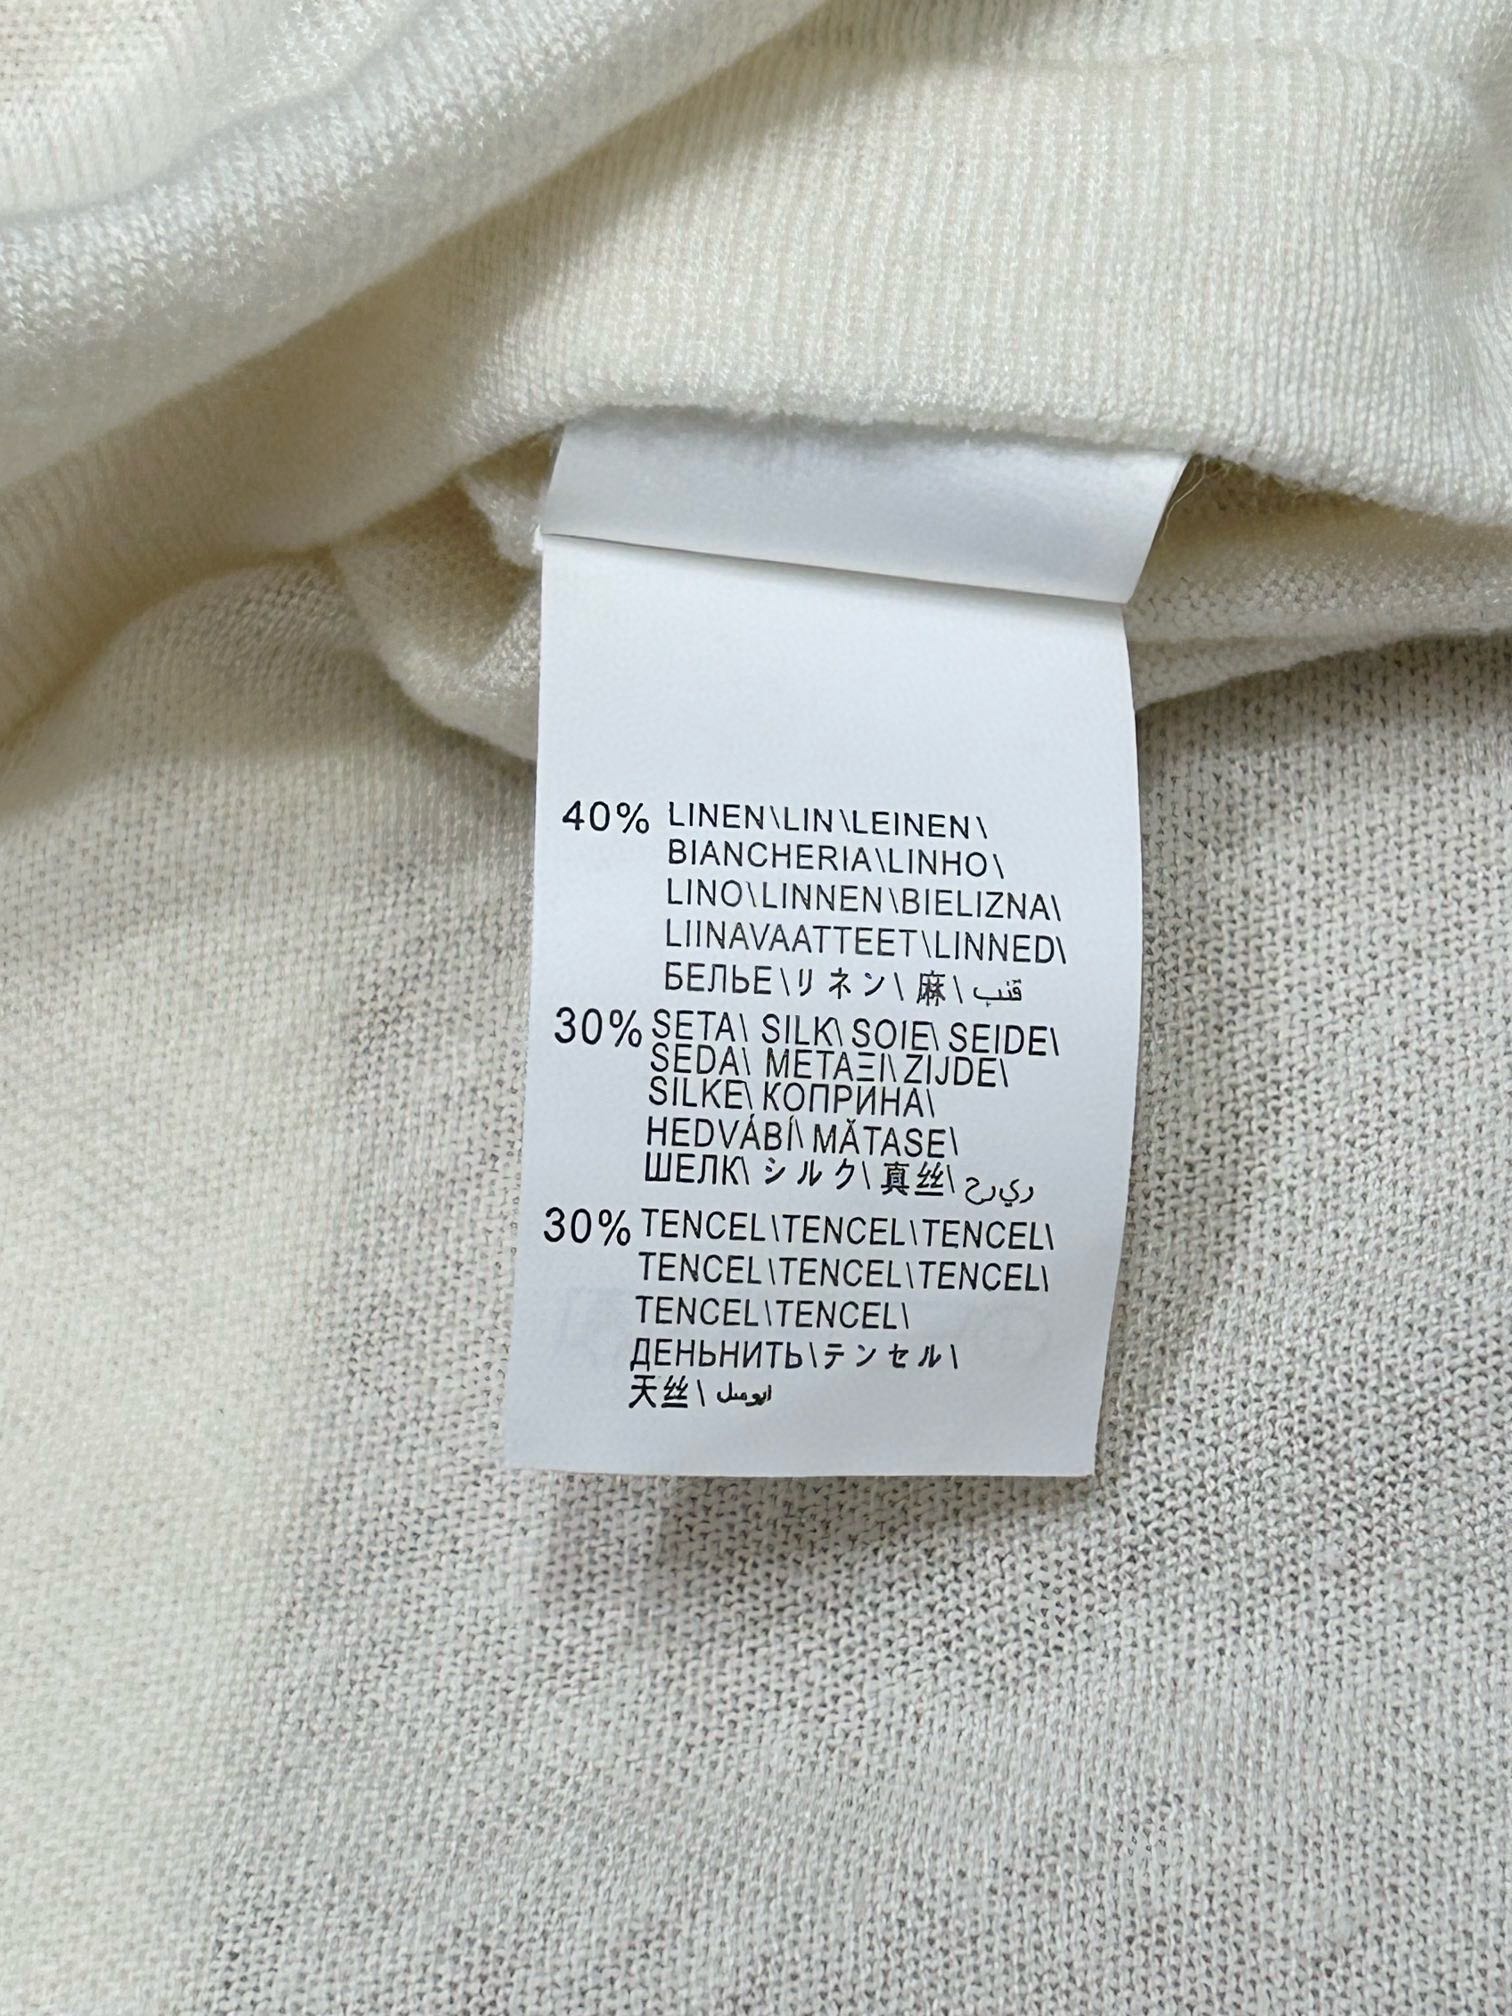 40% LINEN\LIN\LEINEN\
BIANCHERIA\LINHO\
LINO\LINNEN\BIELIZNA\
LIINAVAATTEET\LINNED\
БЕЛЬЕ\リネン\麻\قنب
30% SETA\ SILK\ SOIE\ SEIDE\
SEDA\ ΜΕΤΑΞΙ\ ZIJDE\
SILKE\ КОПРИНА\
HEDVÁBÍ\ MĂTASE\
ШЕЛК\ シルク\ 真丝\ ريرح
30% TENCEL\TENCEL\TENCEL\
TENCEL\TENCEL\TENCEL\
TENCEL\TENCEL\
ДЕНЬНИТЬ\テンセル\
天丝\